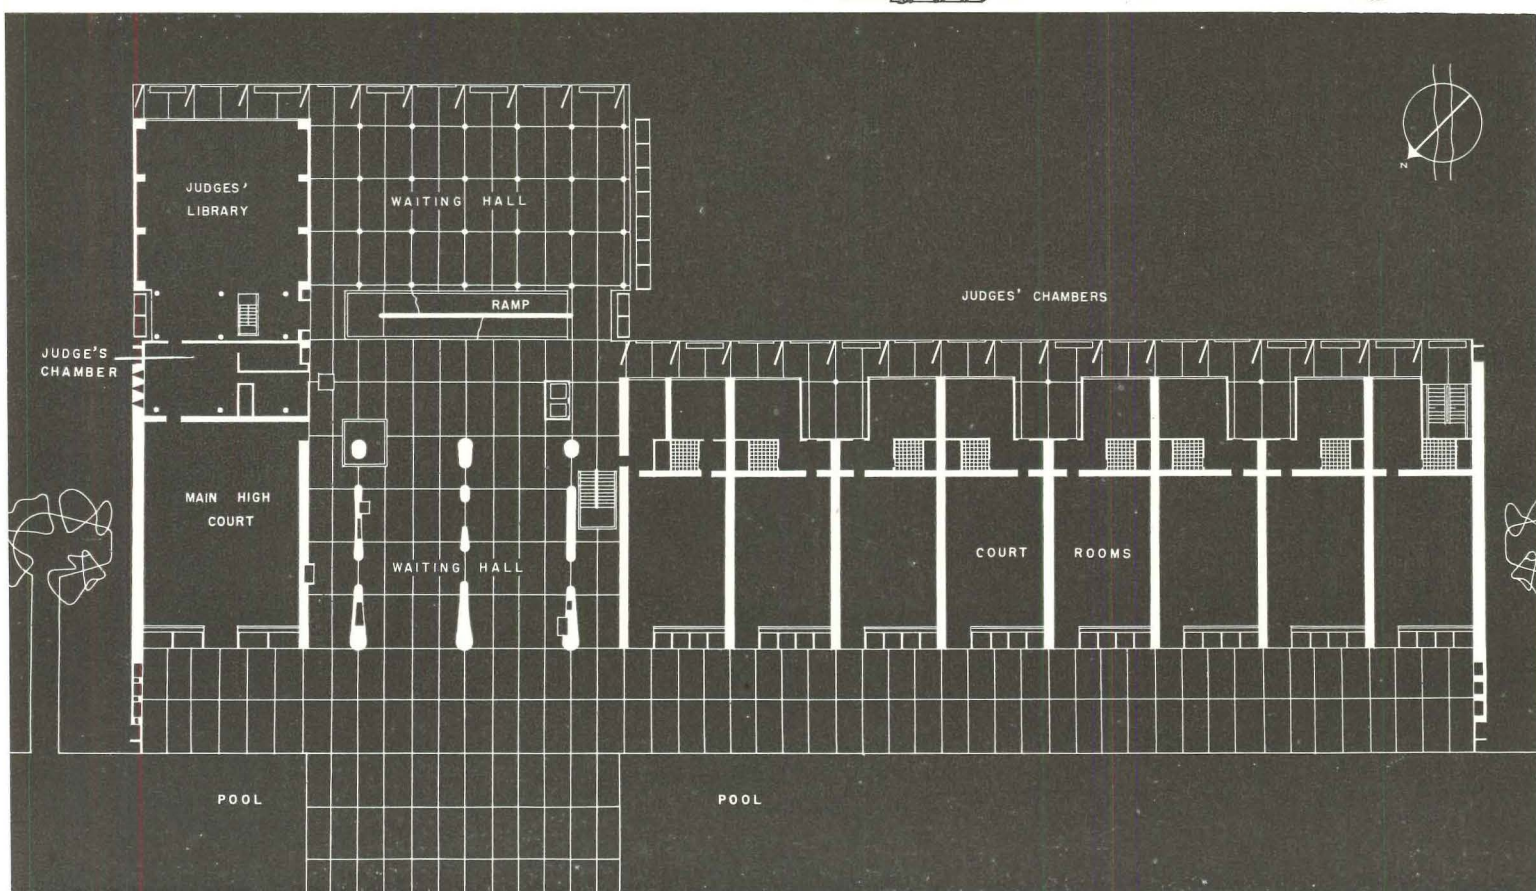 N
JUDGES'
LIBRARY
WAITING HALL
RAMP
JUDGES' CHAMBERS
JUDGE'S
CHAMBER
MAIN HIGH
COURT
WAITING HALL
COURT ROOMS
POOL
POOL